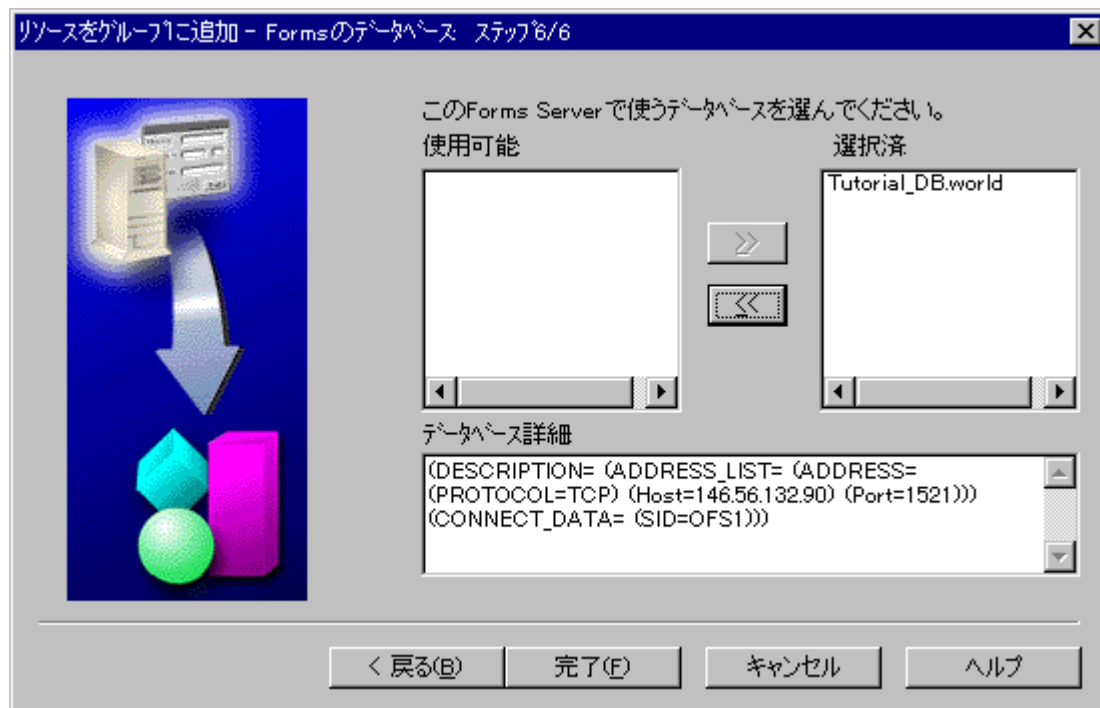 リソースをグループに追加 - Formsのデータベース ステップ6/6
このForms Serverで使うデータベースを選んでください。
使用可能
選択済
Tutorial_DB.world
>>
<<
データベース詳細
(DESCRIPTION= (ADDRESS_LIST= (ADDRESS=
(PROTOCOL=TCP) (Host=146.56.132.90) (Port=1521)))
(CONNECT_DATA= (SID=OFS1)))
< 戻る(B)
完了(F)
キャンセル
ヘルプ